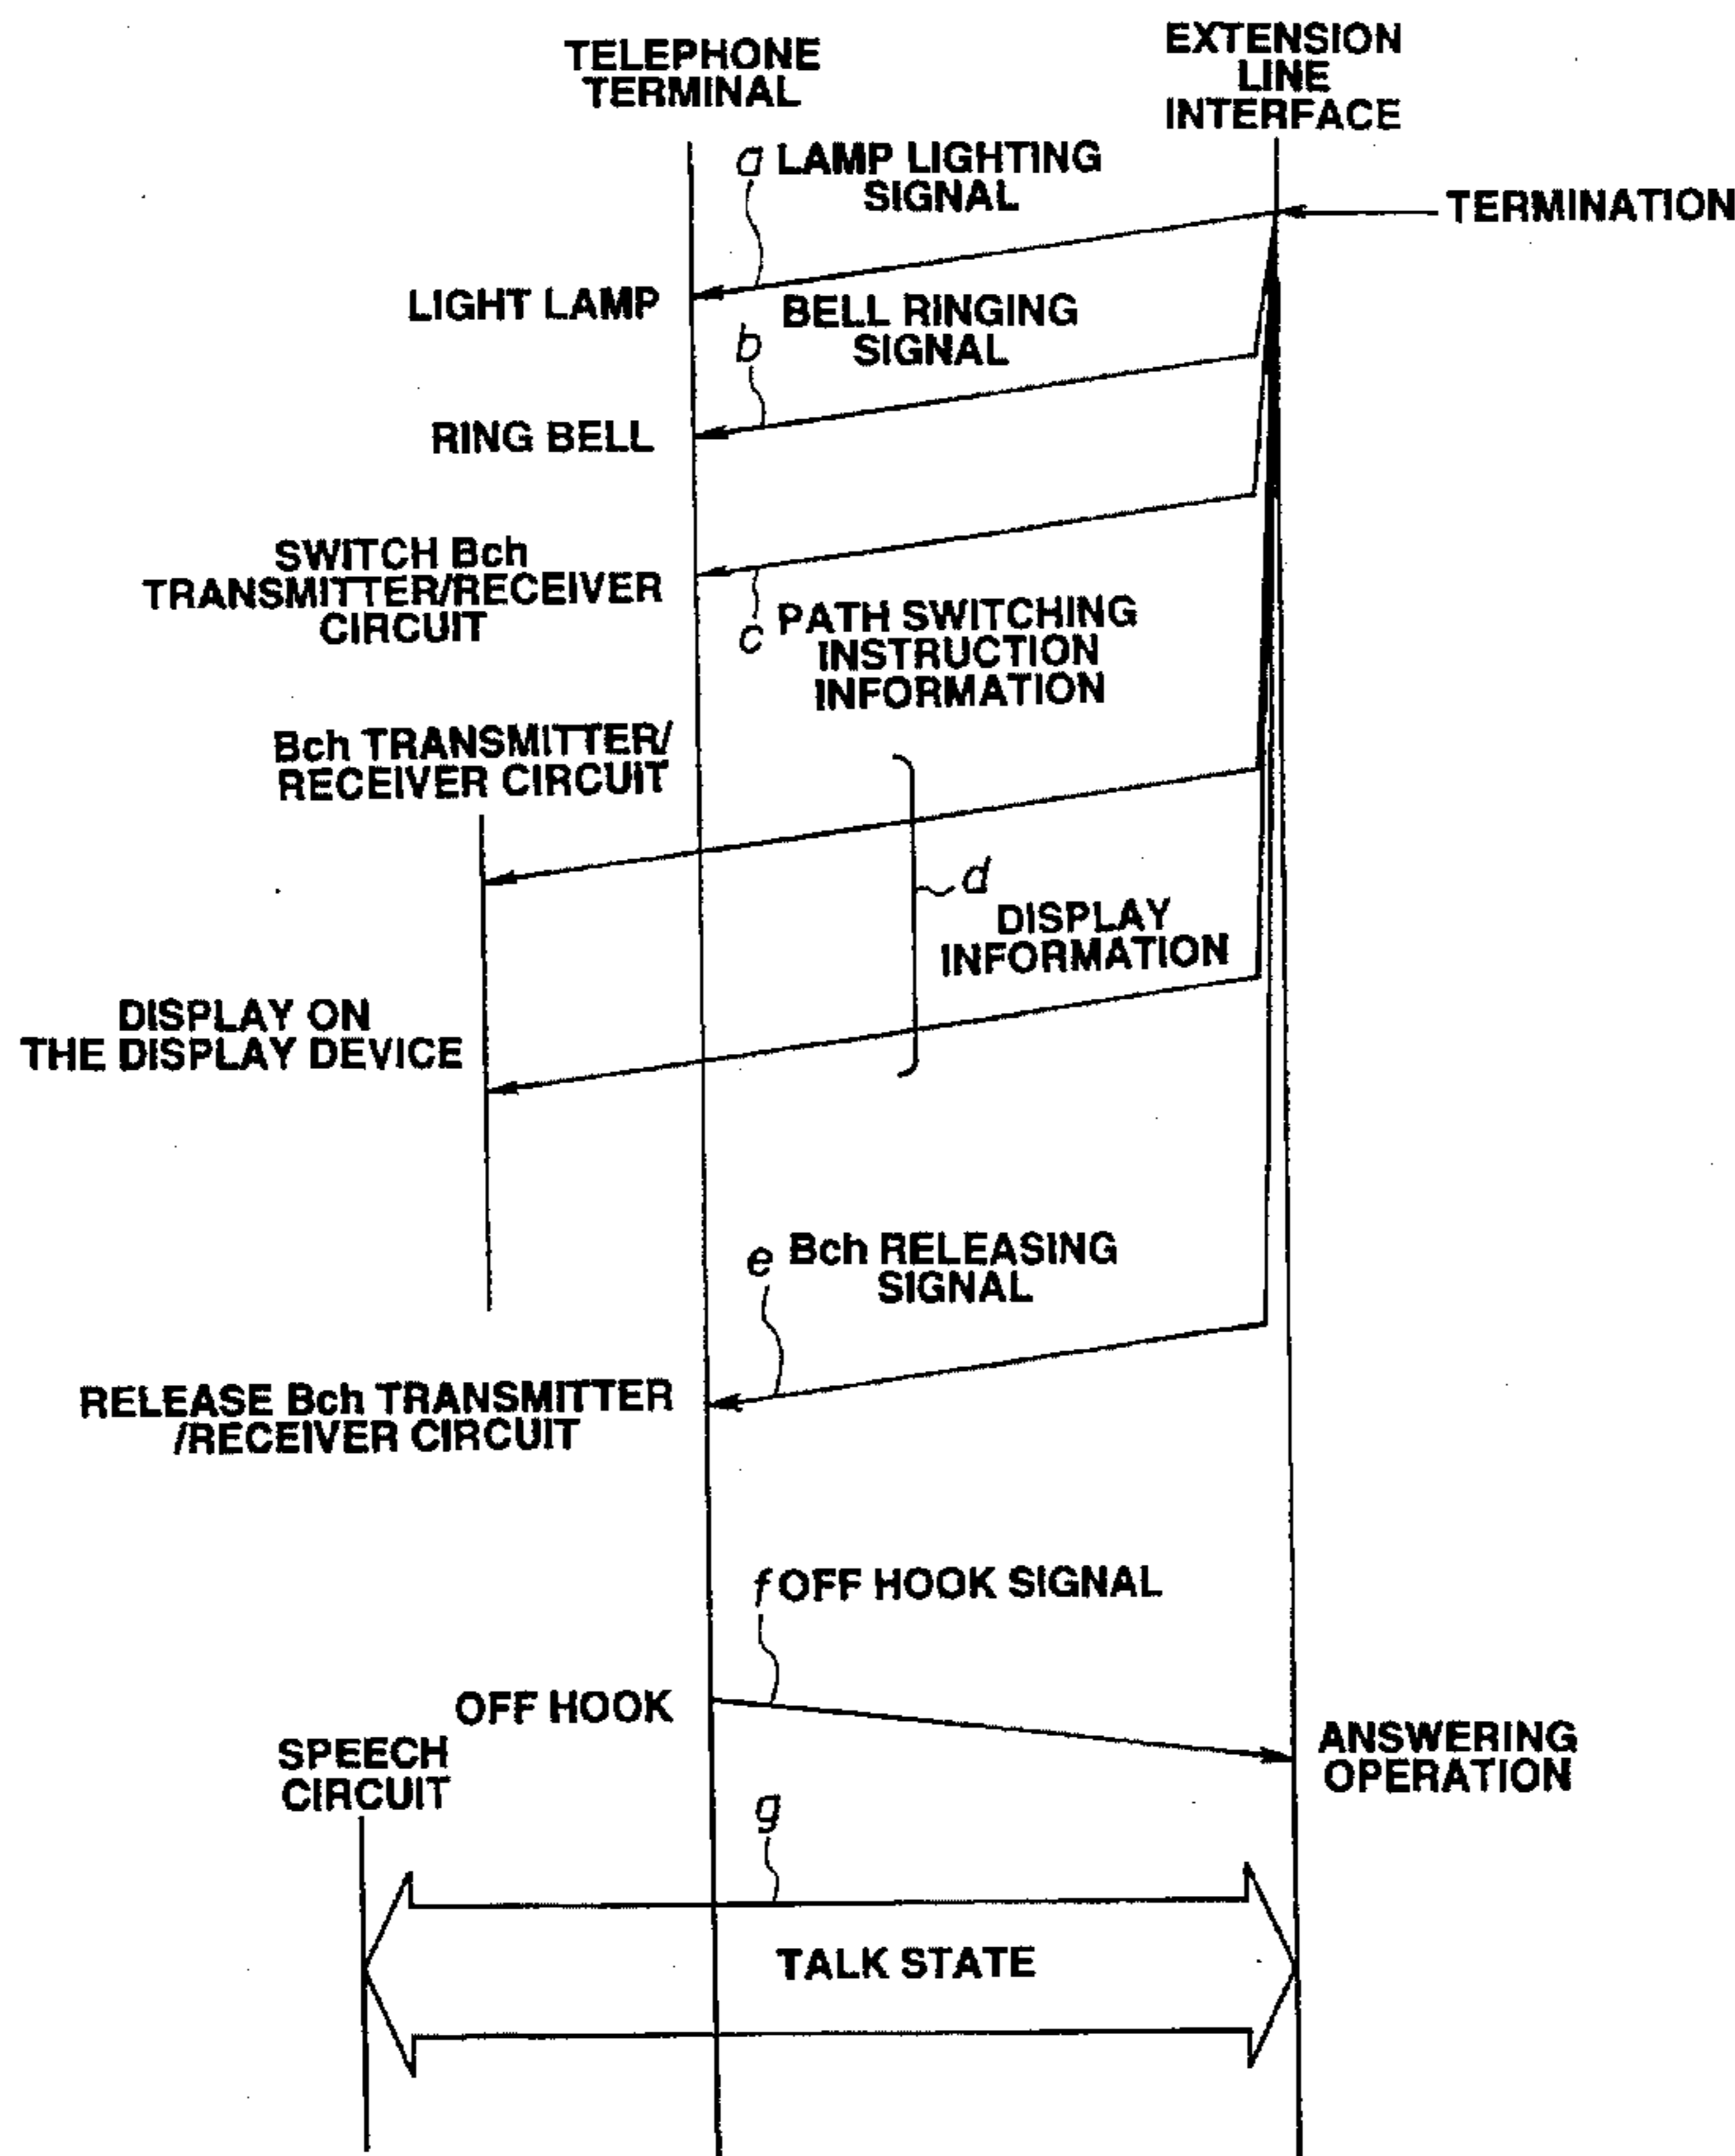 TELEPHONE
TERMINAL
EXTENSION
LINE
INTERFACE
a LAMP LIGHTING
SIGNAL
TERMINATION
LIGHT LAMP
b BELL RINGING
SIGNAL
RING BELL
SWITCH Bch
TRANSMITTER/RECEIVER
CIRCUIT
c PATH SWITCHING
INSTRUCTION
INFORMATION
Bch TRANSMITTER/
RECEIVER CIRCUIT
d
DISPLAY
INFORMATION
DISPLAY ON
THE DISPLAY DEVICE
e Bch RELEASING
SIGNAL
RELEASE Bch TRANSMITTER
/RECEIVER CIRCUIT
f OFF HOOK SIGNAL
OFF HOOK
ANSWERING
OPERATION
SPEECH
CIRCUIT
g
TALK STATE